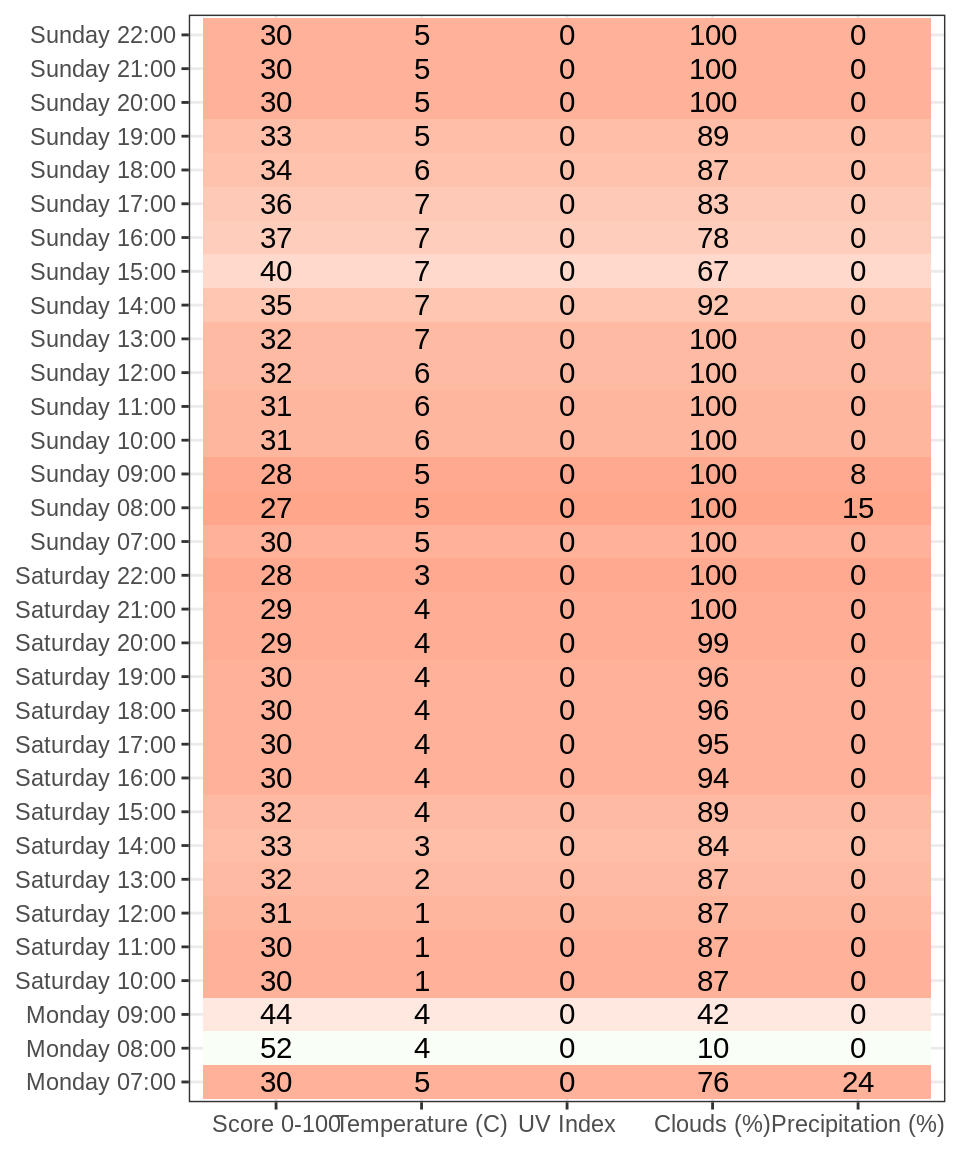 Sunday 22:00 30 5 0 100 0
Sunday 21:00 30 5 0 100 0
Sunday 20:00 30 5 0 100 0
Sunday 19:00 33 5 0 89 0
Sunday 18:00 34 6 0 87 0
Sunday 17:00 36 7 0 83 0
Sunday 16:00 37 7 0 78 0
Sunday 15:00 40 7 0 67 0
Sunday 14:00 35 7 0 92 0
Sunday 13:00 32 7 0 100 0
Sunday 12:00 32 6 0 100 0
Sunday 11:00 31 6 0 100 0
Sunday 10:00 31 6 0 100 0
Sunday 09:00 28 5 0 100 8
Sunday 08:00 27 5 0 100 15
Sunday 07:00 30 5 0 100 0
Saturday 22:00 28 3 0 100 0
Saturday 21:00 29 4 0 100 0
Saturday 20:00 29 4 0 99 0
Saturday 19:00 30 4 0 96 0
Saturday 18:00 30 4 0 96 0
Saturday 17:00 30 4 0 95 0
Saturday 16:00 30 4 0 94 0
Saturday 15:00 32 4 0 89 0
Saturday 14:00 33 3 0 84 0
Saturday 13:00 32 2 0 87 0
Saturday 12:00 31 1 0 87 0
Saturday 11:00 30 1 0 87 0
Saturday 10:00 30 1 0 87 0
Monday 09:00 44 4 0 42 0
Monday 08:00 52 4 0 10 0
Monday 07:00 30 5 0 76 24
Score 0-100 Temperature (C) UV Index Clouds (%) Precipitation (%)